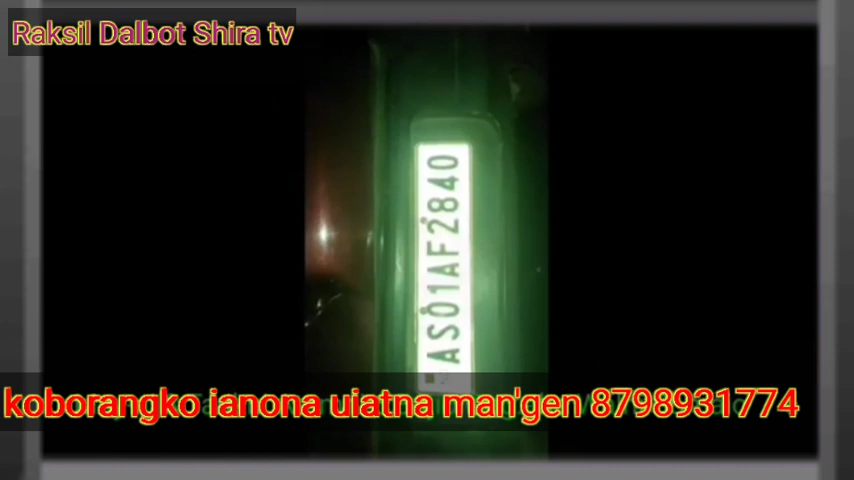 Raksil Dalbot Shira tv
AS01AF2840
koborangko ianona uiatna man'gen 8798931774